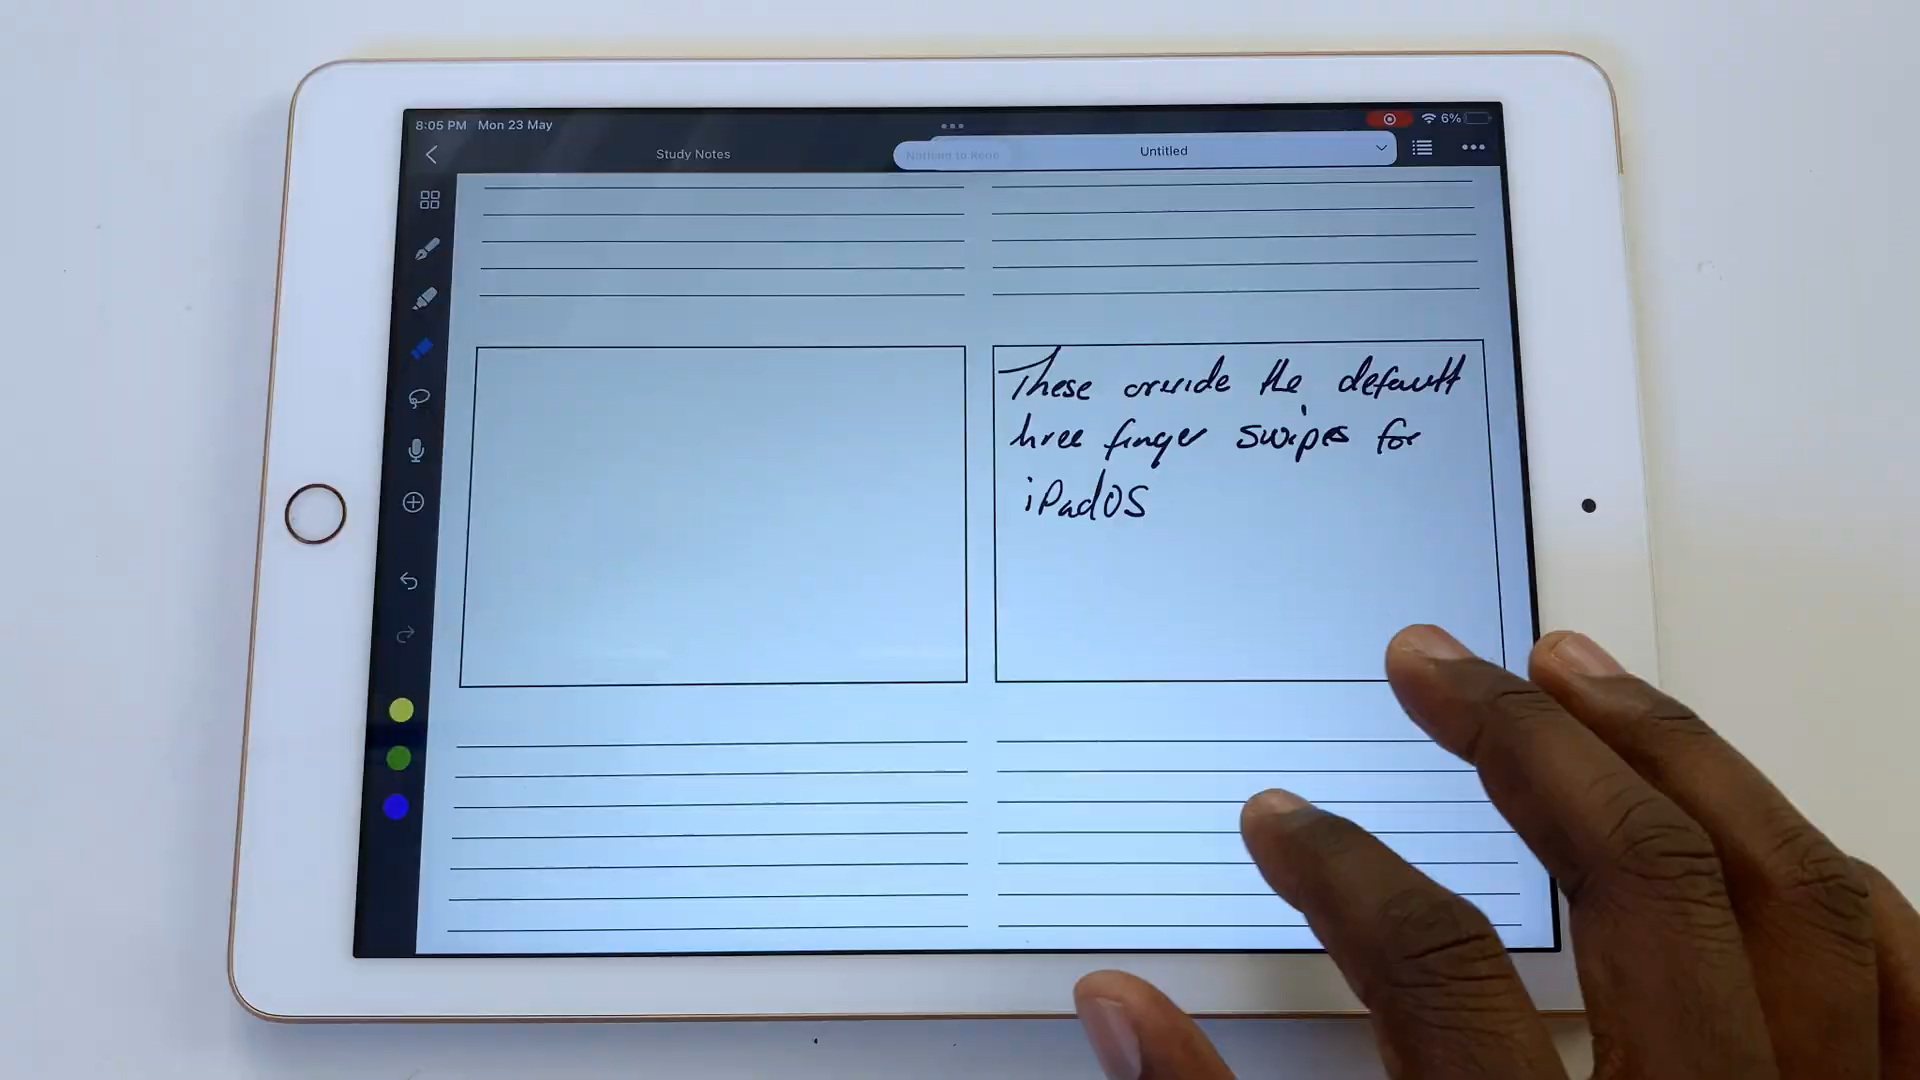 8:05 PM Mon 23 May
6%
Study Notes
Nothing to Redo
Untitled
These override the default
hree finger swipes for
iPadOS